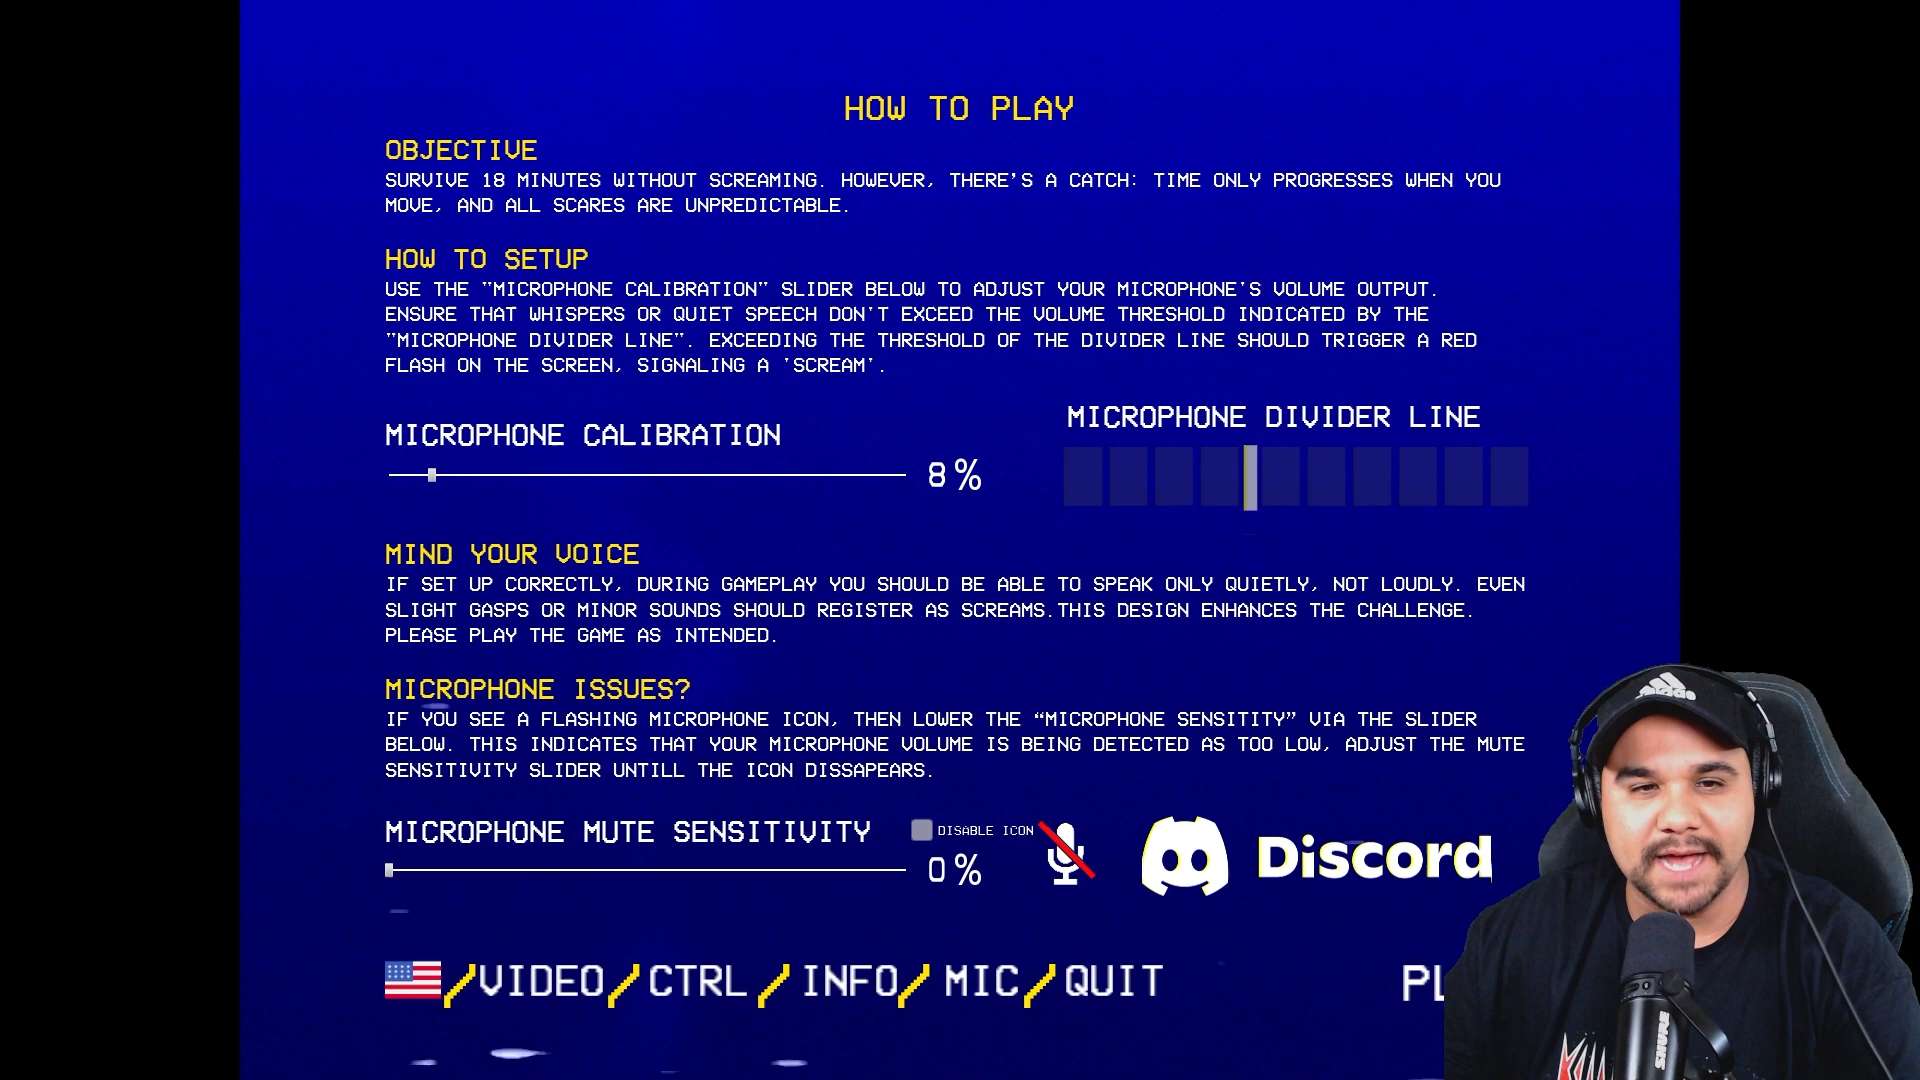 HOW TO PLAY
OBJECTIVE
SURVIVE 18 MINUTES WITHOUT SCREAMING. HOWEVER, THERE'S A CATCH: TIME ONLY PROGRESSES WHEN YOU
MOVE, AND ALL SCARES ARE UNPREDICTABLE.
HOW TO SETUP
USE THE "MICROPHONE CALIBRATION" SLIDER BELOW TO ADJUST YOUR MICROPHONE'S VOLUME OUTPUT.
ENSURE THAT WHISPERS OR QUIET SPEECH DON'T EXCEED THE VOLUME THRESHOLD INDICATED BY THE
"MICROPHONE DIVIDER LINE". EXCEEDING THE THRESHOLD OF THE DIVIDER LINE SHOULD TRIGGER A RED
FLASH ON THE SCREEN, SIGNALING A 'SCREAM'.
MICROPHONE CALIBRATION
8%
MICROPHONE DIVIDER LINE
MIND YOUR VOICE
IF SET UP CORRECTLY, DURING GAMEPLAY YOU SHOULD BE ABLE TO SPEAK ONLY QUIETLY, NOT LOUDLY. EVEN
SLIGHT GASPS OR MINOR SOUNDS SHOULD REGISTER AS SCREAMS.THIS DESIGN ENHANCES THE CHALLENGE.
PLEASE PLAY THE GAME AS INTENDED.
MICROPHONE ISSUES?
IF YOU SEE A FLASHING MICROPHONE ICON, THEN LOWER THE “MICROPHONE SENSITITY” VIA THE SLIDER
BELOW. THIS INDICATES THAT YOUR MICROPHONE VOLUME IS BEING DETECTED AS TOO LOW, ADJUST THE MUTE
SENSITIVITY SLIDER UNTILL THE ICON DISSAPEARS.
MICROPHONE MUTE SENSITIVITY
DISABLE ICON
0%
Discord
VIDEO / CTRL / INFO / MIC / QUIT
adidas
SHURE